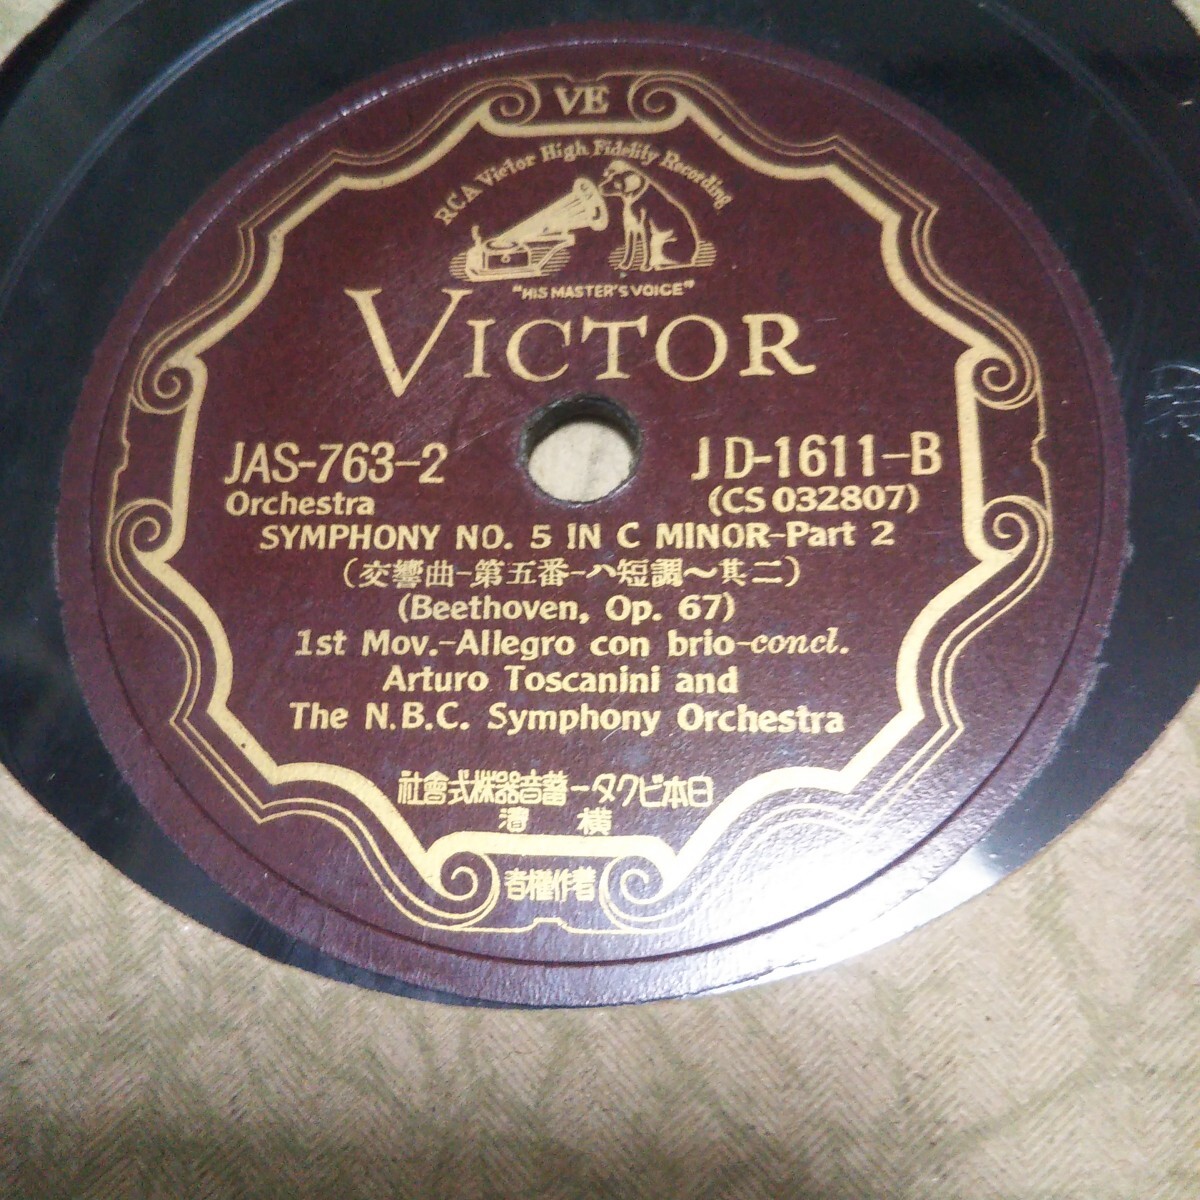 VE
RCA Victor High Fidelity Recording
"HIS MASTER'S VOICE"
VICTOR
JAS-763-2
JD-1611-B
Orchestra
(CS 032807)
SYMPHONY NO. 5 IN C MINOR-Part 2
(交響曲-第五番-ハ短調~其二)
(Beethoven, Op. 67)
1st Mov.-Allegro con brio-concl.
Arturo Toscanini and
The N.B.C. Symphony Orchestra
社會式株器音蓄ータクビ本日
濱 横
者權作著